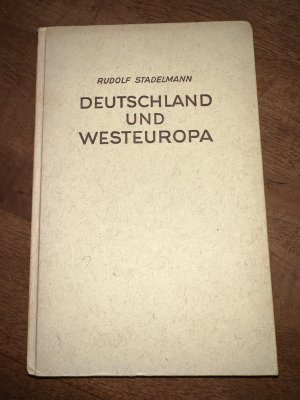 RUDOLF STADELMANN
DEUTSCHLAND
UND
WESTEUROPA